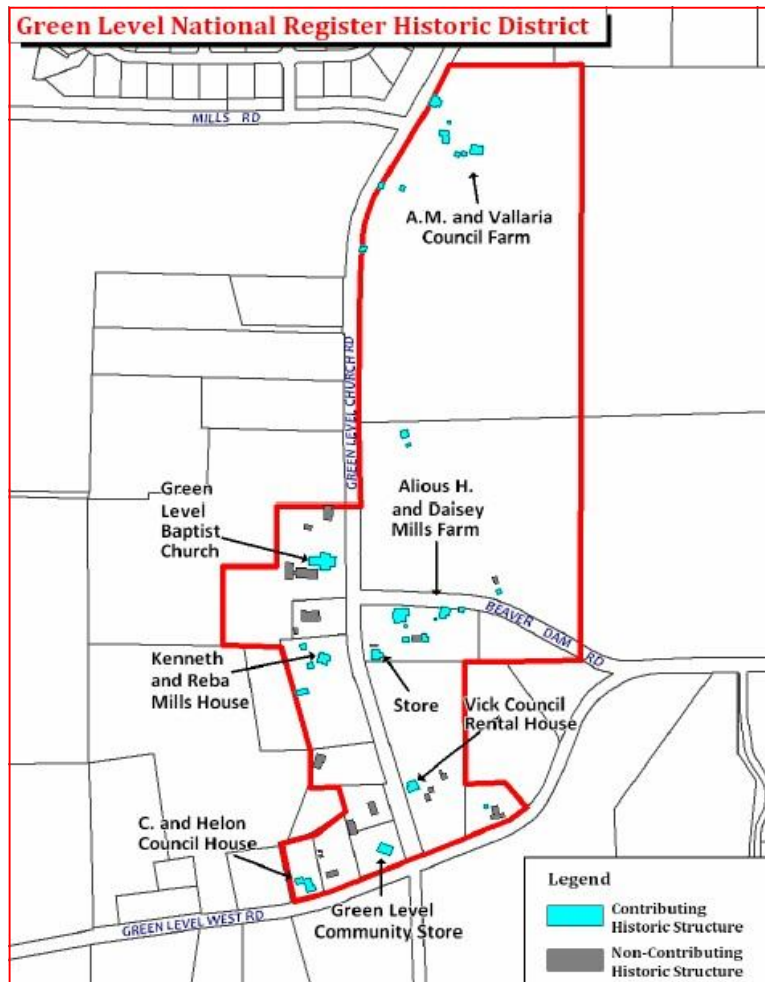 Green Level National Register Historic District
MILLS RD
A.M. and Vallaria
Council Farm
GREEN LEVEL CHURCH RD
Green
Level
Baptist
Church
Alious H.
and Daisey
Mills Farm
BEAVER DAM RD
Kenneth
and Reba
Mills House
Store
Vick Council
Rental House
C. and Helon
Council House
Green Level
Community Store
GREEN LEVEL WEST RD
Legend
Contributing
Historic Structure
Non-Contributing
Historic Structure